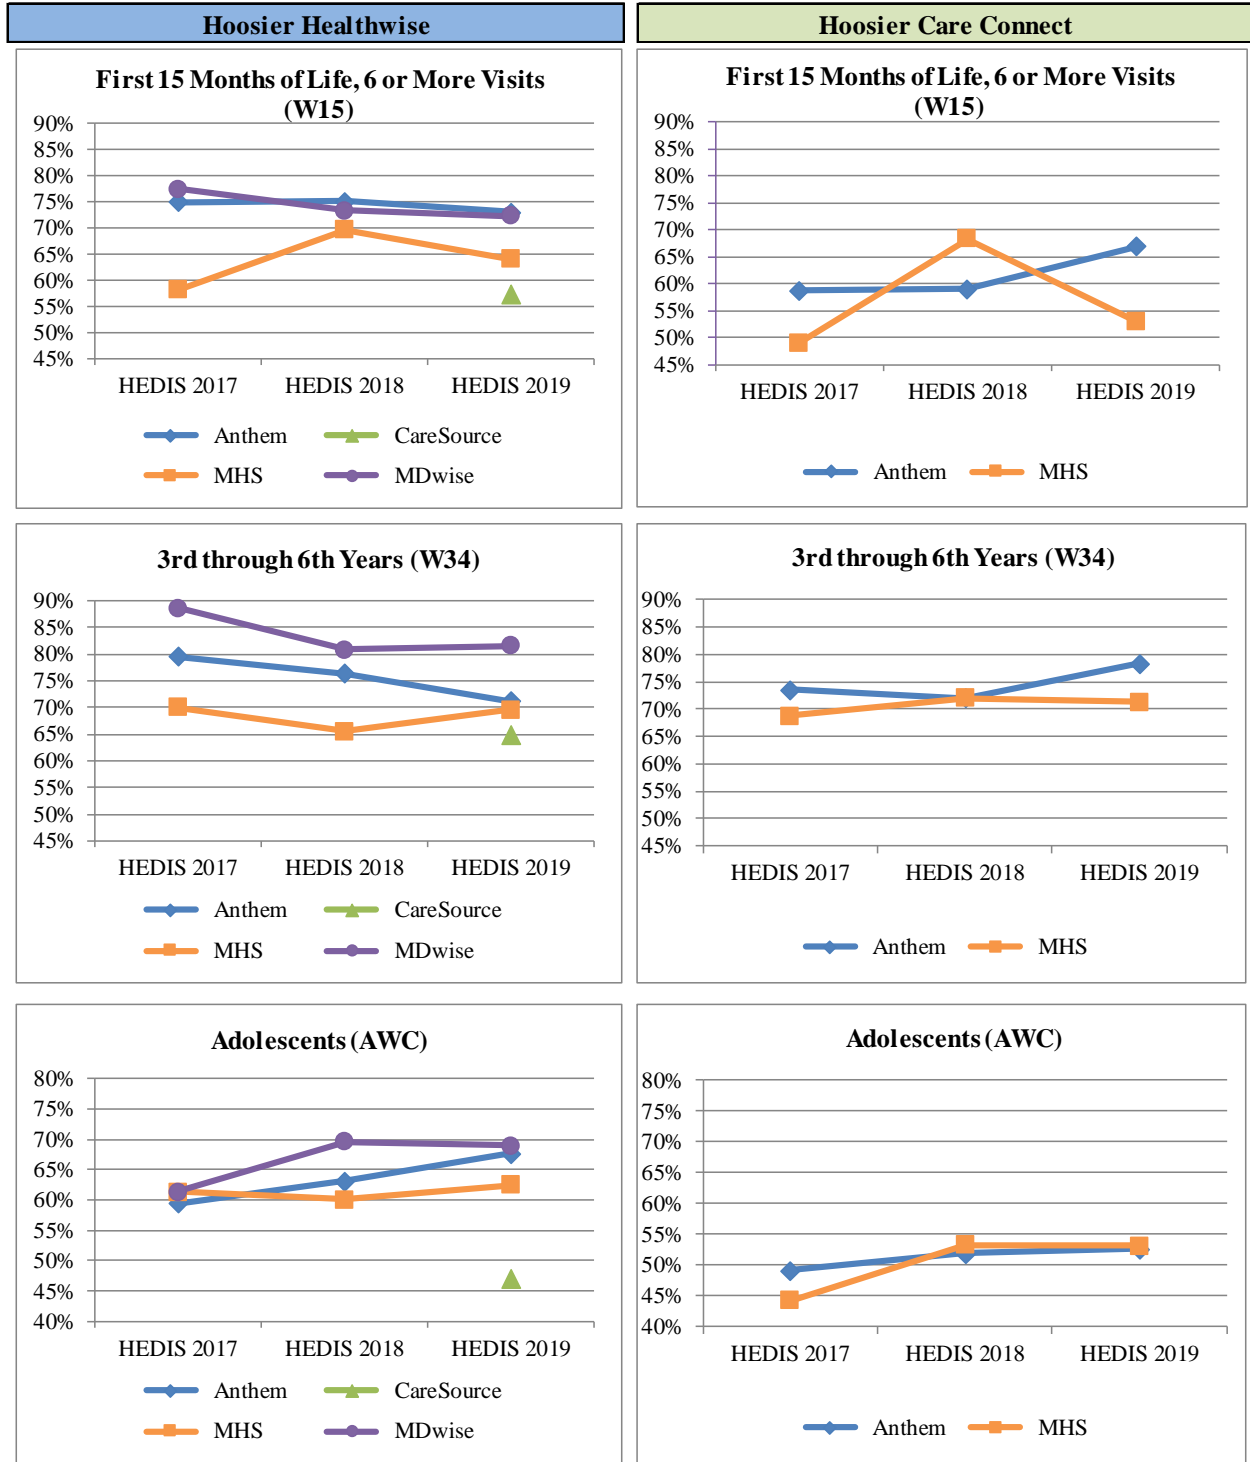 Hoosier Healthwise
First 15 Months of Life, 6 or More Visits
(W15)
90%
85%
80%
75%
70%
65%
60%
55%
50%
45%
HEDIS 2017 HEDIS 2018 HEDIS 2019
Anthem CareSource
MHS MDwise
3rd through 6th Years (W34)
90%
85%
80%
75%
70%
65%
60%
55%
50%
45%
HEDIS 2017 HEDIS 2018 HEDIS 2019
Anthem CareSource
MHS MDwise
Adolescents (AWC)
80%
75%
70%
65%
60%
55%
50%
45%
40%
HEDIS 2017 HEDIS 2018 HEDIS 2019
Anthem CareSource
MHS MDwise
Hoosier Care Connect
First 15 Months of Life, 6 or More Visits
(W15)
90%
85%
80%
75%
70%
65%
60%
55%
50%
45%
HEDIS 2017 HEDIS 2018 HEDIS 2019
Anthem MHS
3rd through 6th Years (W34)
90%
85%
80%
75%
70%
65%
60%
55%
50%
45%
HEDIS 2017 HEDIS 2018 HEDIS 2019
Anthem MHS
Adolescents (AWC)
80%
75%
70%
65%
60%
55%
50%
45%
40%
HEDIS 2017 HEDIS 2018 HEDIS 2019
Anthem MHS